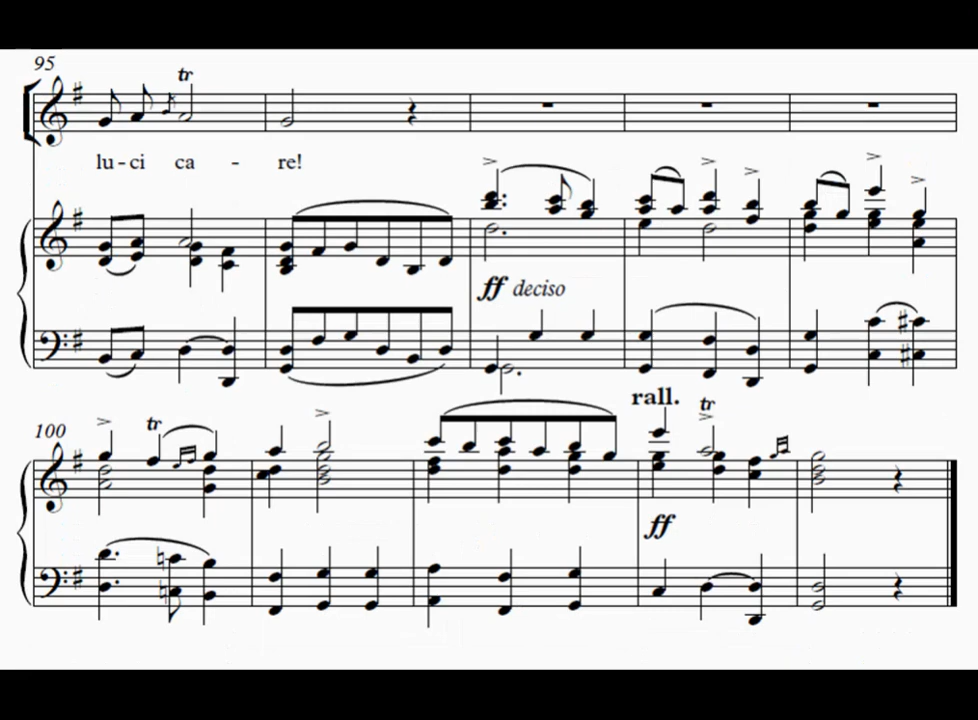 95
tr
lu - ci ca - re!
ff deciso
rall.
100 tr tr
ff